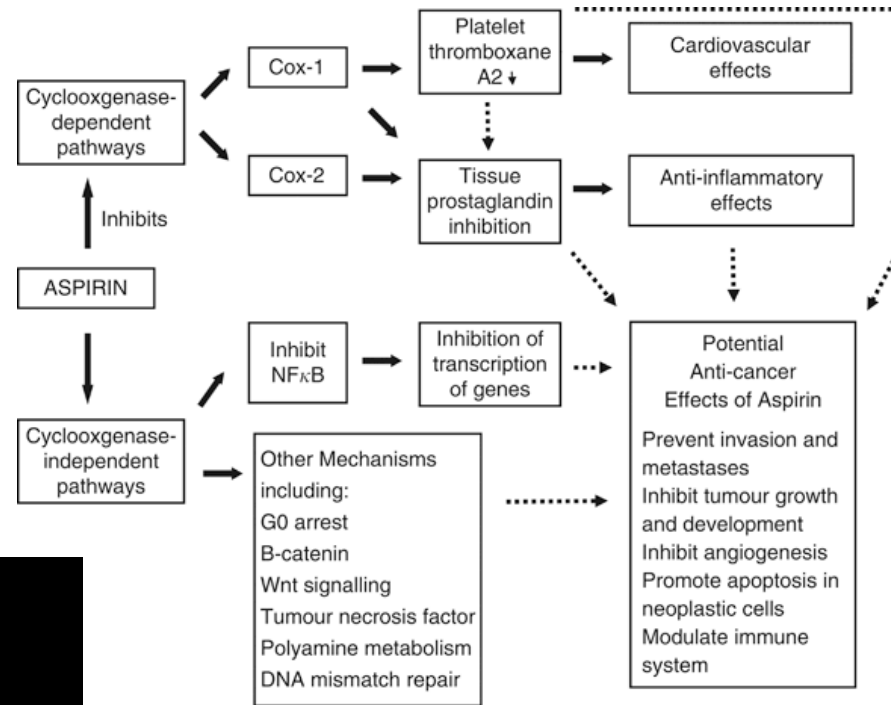 Platelet
thromboxane
A2 ↓
Cardiovascular
effects
Cox-1
Cyclooxgenase-
dependent
pathways
Cox-2
Tissue
prostaglandin
inhibition
Anti-inflammatory
effects
Inhibits
ASPIRIN
Inhibit
NFκB
Inhibition of
transcription
of genes
Potential
Anti-cancer
Effects of Aspirin
Prevent invasion and
metastases
Inhibit tumour growth
and development
Inhibit angiogenesis
Promote apoptosis in
neoplastic cells
Modulate immune
system
Cyclooxgenase-
independent
pathways
Other Mechanisms
including:
G0 arrest
B-catenin
Wnt signalling
Tumour necrosis factor
Polyamine metabolism
DNA mismatch repair